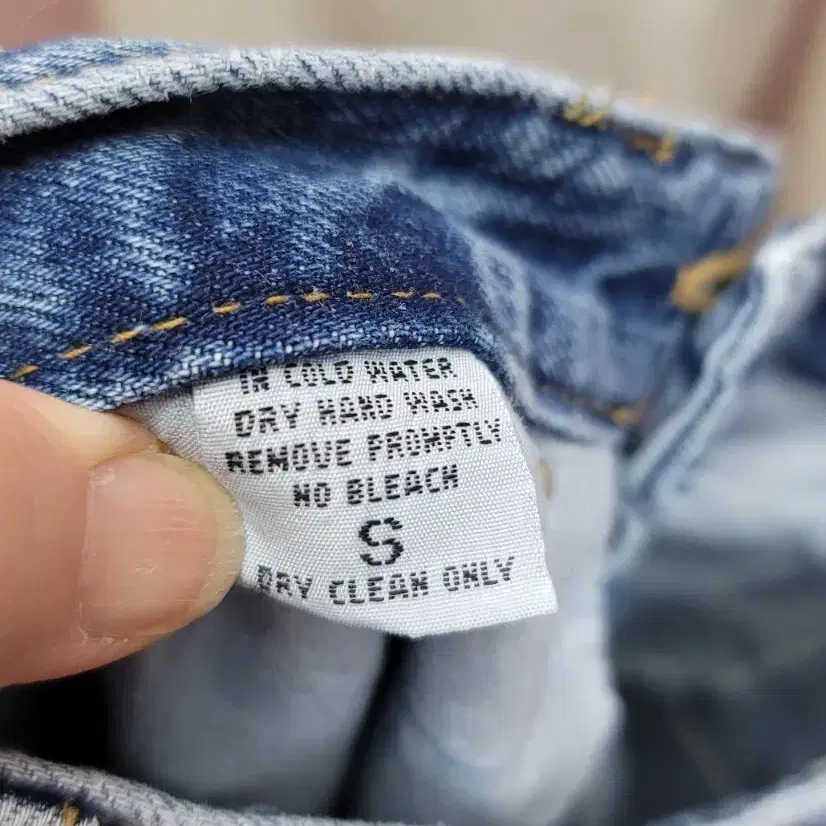 IN COLD WATER
DRY HAND WASH
REMOVE PROMPTLY
NO BLEACH
S
DRY CLEAN ONLY